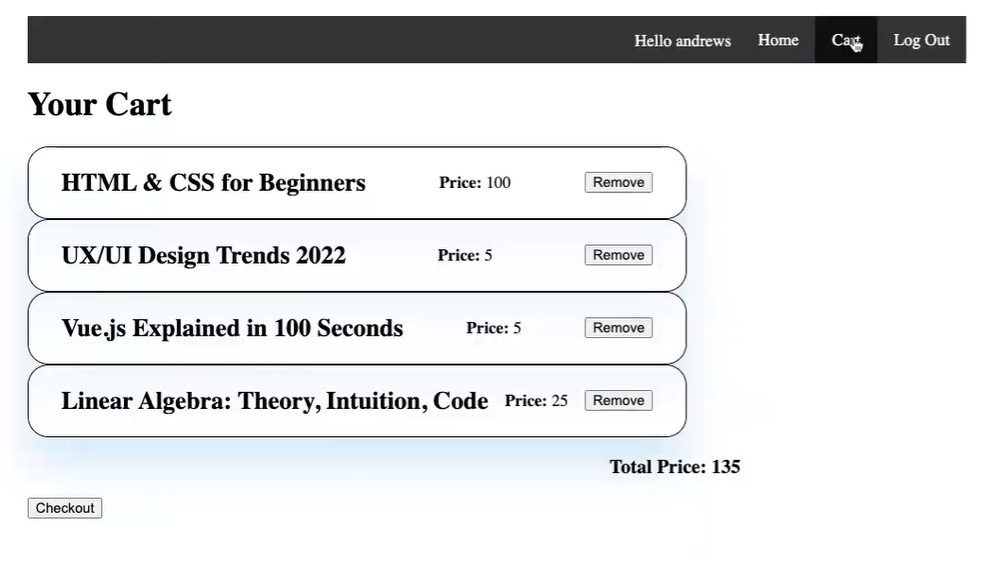 Hello andrews Home Cart Log Out
Your Cart
HTML & CSS for Beginners Price: 100 Remove
UX/UI Design Trends 2022 Price: 5 Remove
Vue.js Explained in 100 Seconds Price: 5 Remove
Linear Algebra: Theory, Intuition, Code Price: 25 Remove
Total Price: 135
Checkout